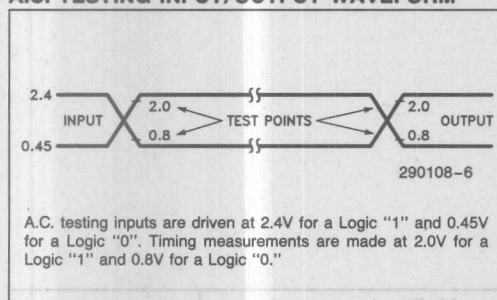 A.C. TESTING INPUT/OUTPUT WAVEFORM
2.4
INPUT
0.45
2.0
0.8
TEST POINTS
2.0
0.8
OUTPUT
290108-6
A.C. testing inputs are driven at 2.4V for a Logic "1" and 0.45V
for a Logic "0". Timing measurements are made at 2.0V for a
Logic "1" and 0.8V for a Logic "0."